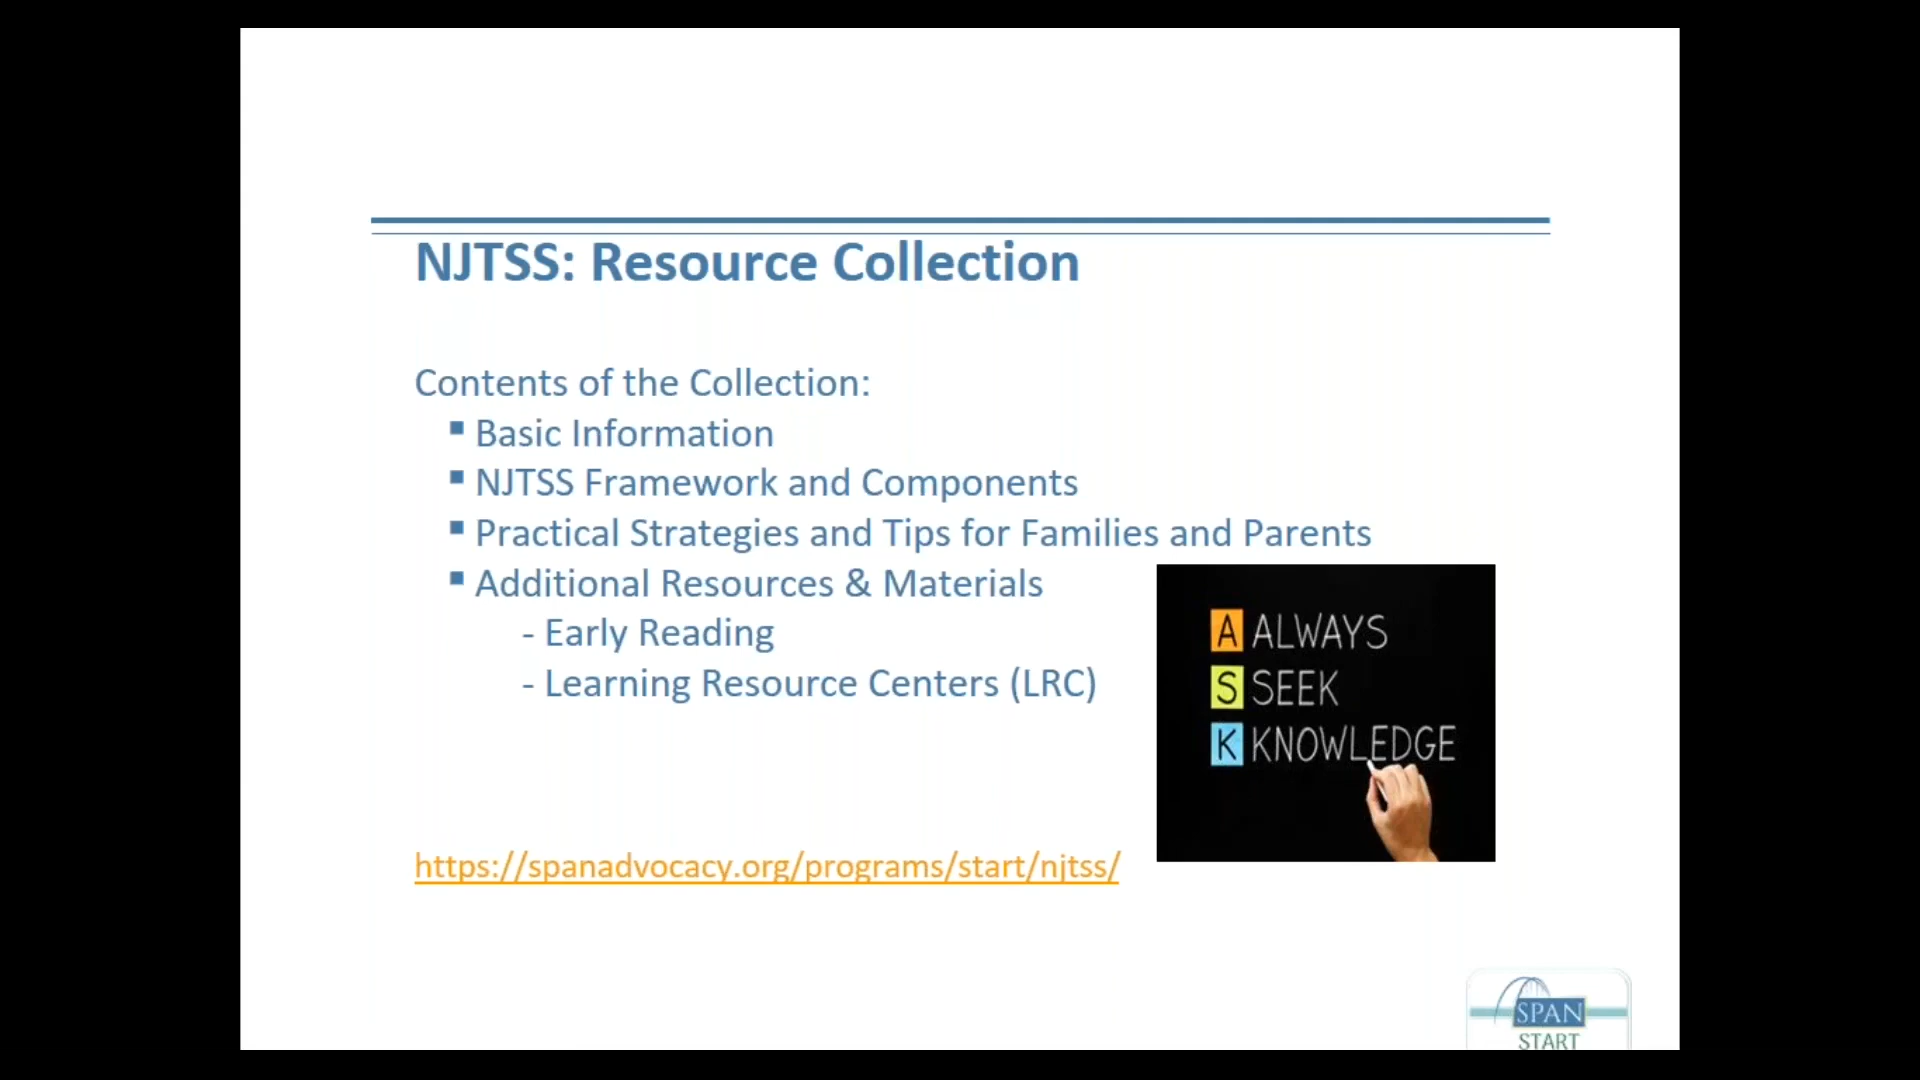 NJTSS: Resource Collection
Contents of the Collection:
▪ Basic Information
▪ NJTSS Framework and Components
▪ Practical Strategies and Tips for Families and Parents
▪ Additional Resources & Materials
- Early Reading
- Learning Resource Centers (LRC)
A ALWAYS
S SEEK
K KNOWLEDGE
https://spanadvocacy.org/programs/start/njtss/
SPAN
START